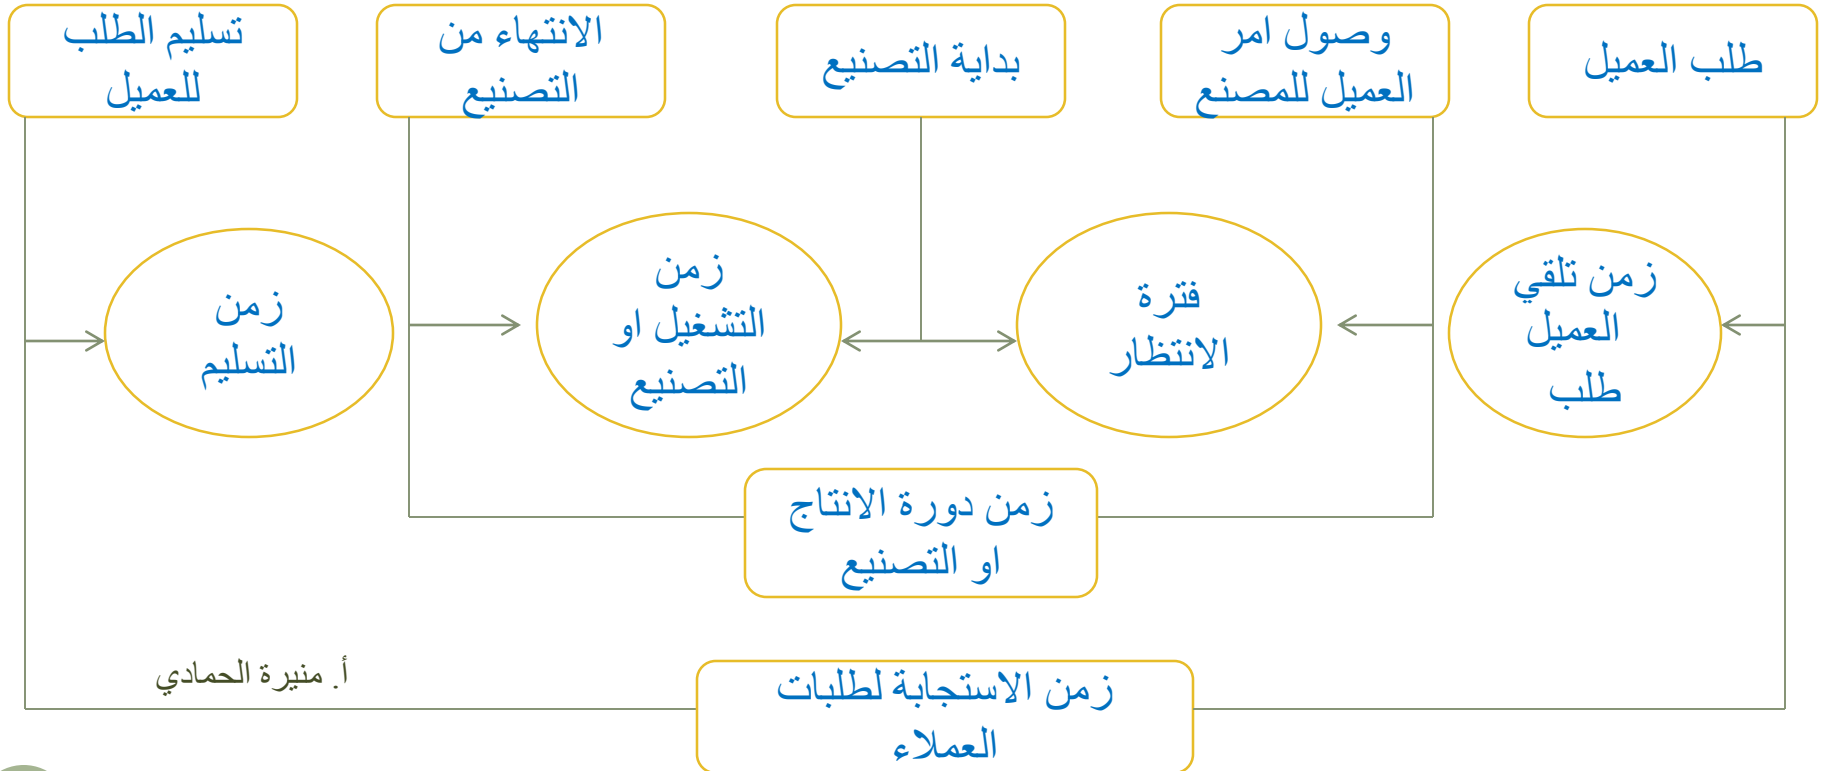 طلب العميل
وصول امر
العميل للمصنع
بداية التصنيع
الانتهاء من
التصنيع
تسليم الطلب
للعميل
زمن تلقي
العميل
طلب
فترة
الانتظار
زمن
التشغيل او
التصنيع
زمن
التسليم
زمن دورة الانتاج
او التصنيع
زمن الاستجابة لطلبات
العملاء
أ. منيرة الحمادي